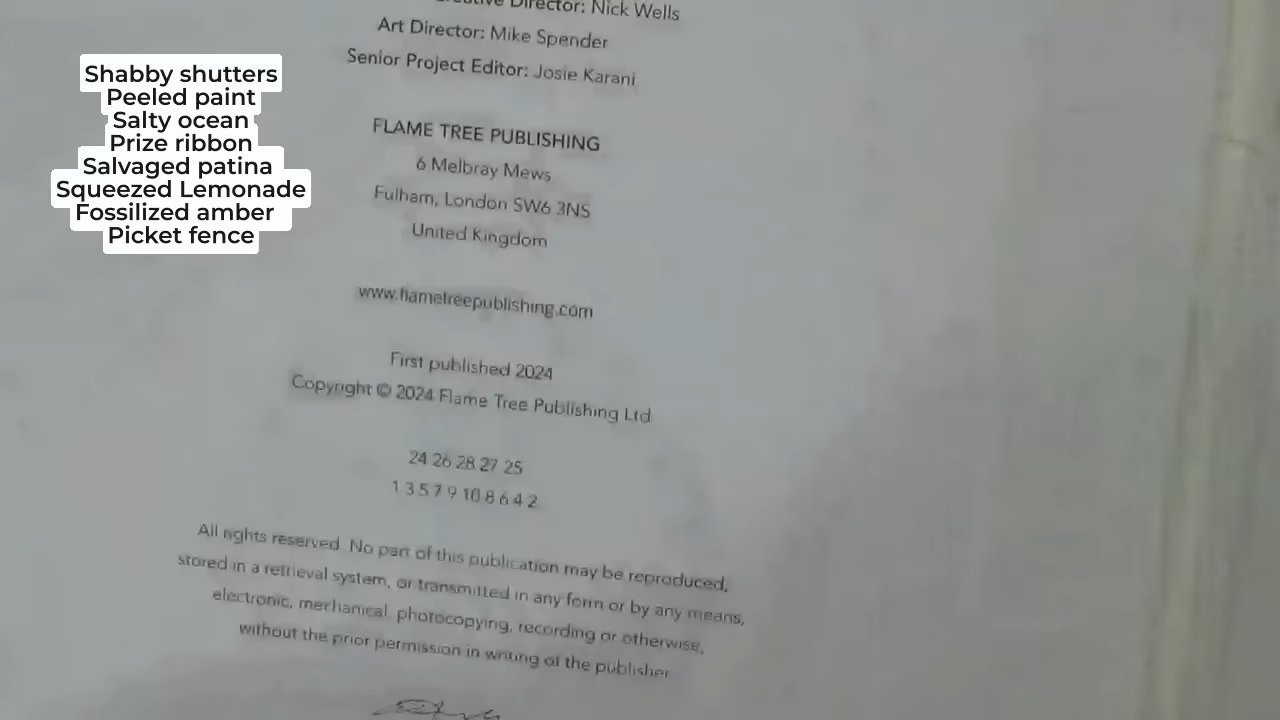 Shabby shutters
Peeled paint
Salty ocean
Prize ribbon
Salvaged patina
Squeezed Lemonade
Fossilized amber
Picket fence
Director: Nick Wells
Art Director: Mike Spender
Senior Project Editor: Josie Karani
FLAME TREE PUBLISHING
6 Melbray Mews
Fulham, London SW6 3NS
United Kingdom
www.flametreepublishing.com
First published 2024
Copyright © 2024 Flame Tree Publishing Ltd
24 26 28 27 25
1 3 5 7 9 10 8 6 4 2
All rights reserved. No part of this publication may be reproduced,
stored in a retrieval system, or transmitted in any form or by any means,
electronic, mechanical, photocopying, recording or otherwise,
without the prior permission in writing of the publisher